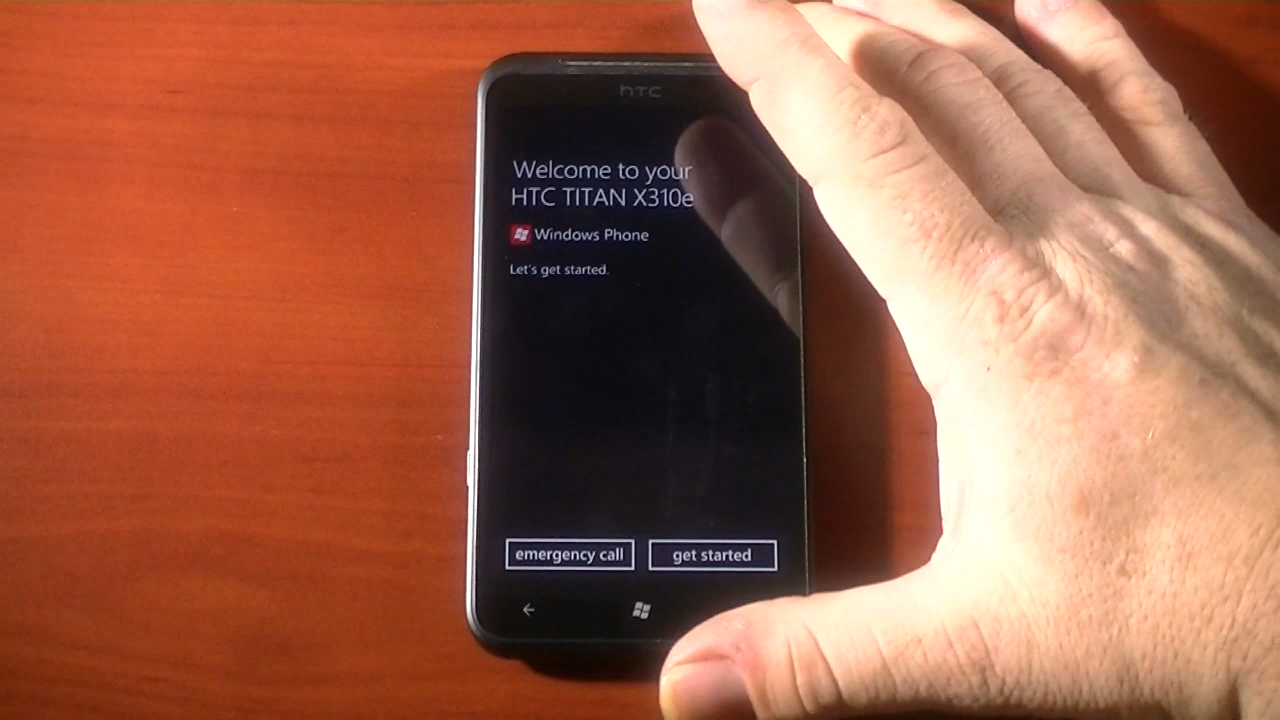 hTC
Welcome to your
HTC TITAN X310e
Windows Phone
Let's get started.
emergency call
get started